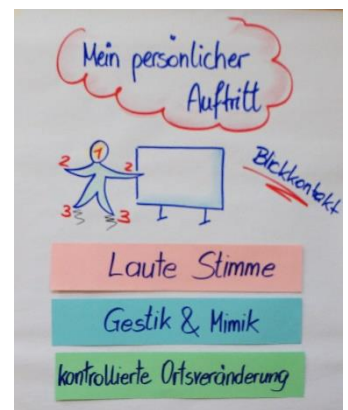 Mein persönlicher
Auftritt
1
2 2
3 3
Blickkontakt
Laute Stimme
Gestik & Mimik
kontrollierte Ortsveränderung